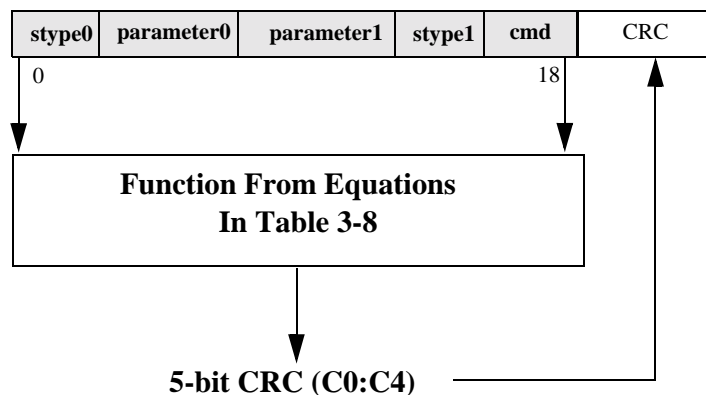 stype0 parameter0 parameter1 stype1 cmd CRC
0 18
Function From Equations
In Table 3-8
5-bit CRC (C0:C4)